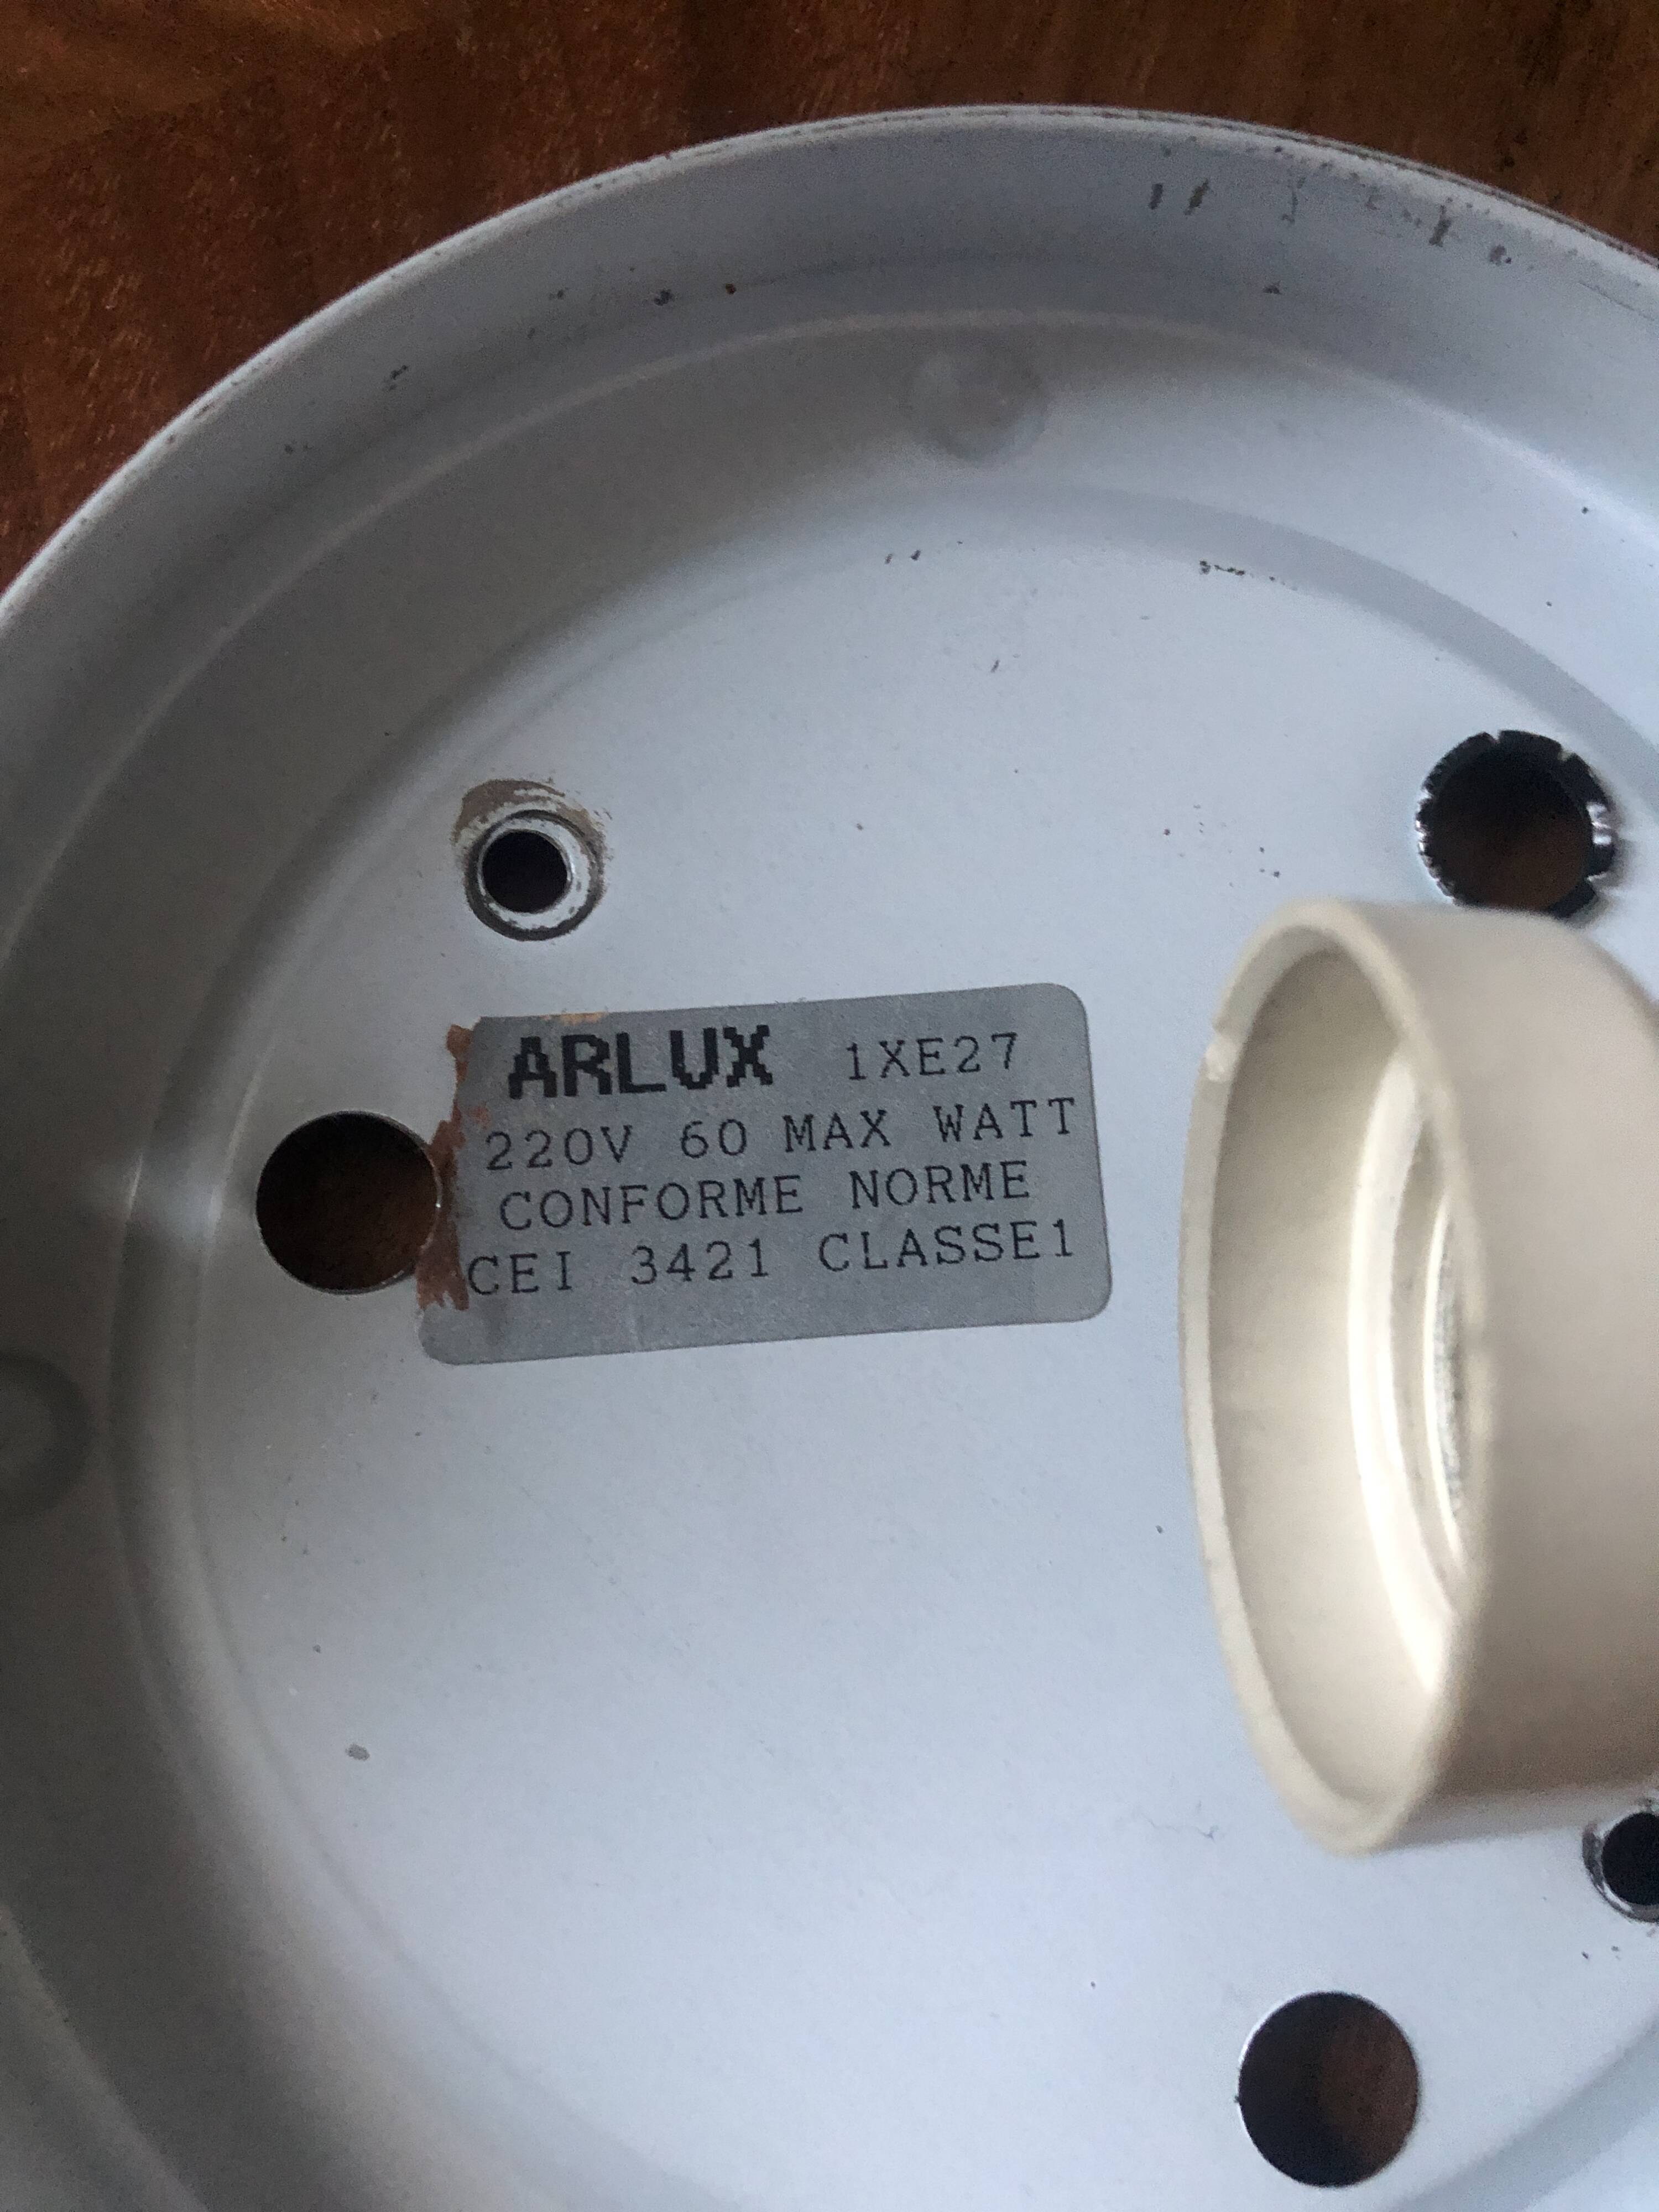 ARLUX 1XE27
220V 60 MAX WATT
CONFORME NORME
CEI 3421 CLASSE1